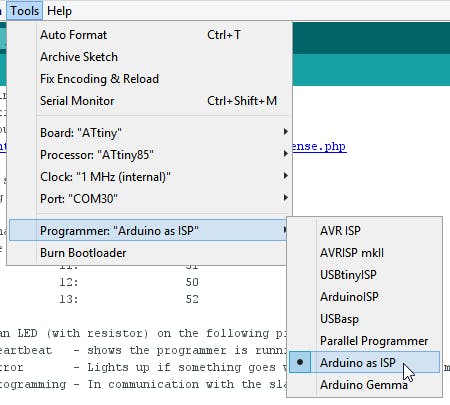 Tools Help
Auto Format Ctrl+T
Archive Sketch
Fix Encoding & Reload
Serial Monitor Ctrl+Shift+M
Board: "ATtiny"
Processor: "ATtiny85"
ense.php
Clock: "1 MHz (internal)"
Port: "COM30"
Programmer: "Arduino as ISP"
Burn Bootloader
AVR ISP
AVRISP mkII
USBtinyISP
ArduinoISP
USBasp
Parallel Programmer
Arduino as ISP
Arduino Gemma
12: 50
13: 52
an LED (with resistor) on the following pi
eartbeat - shows the programmer is runni
rror - Lights up if something goes w
rogramming - In communication with the sla